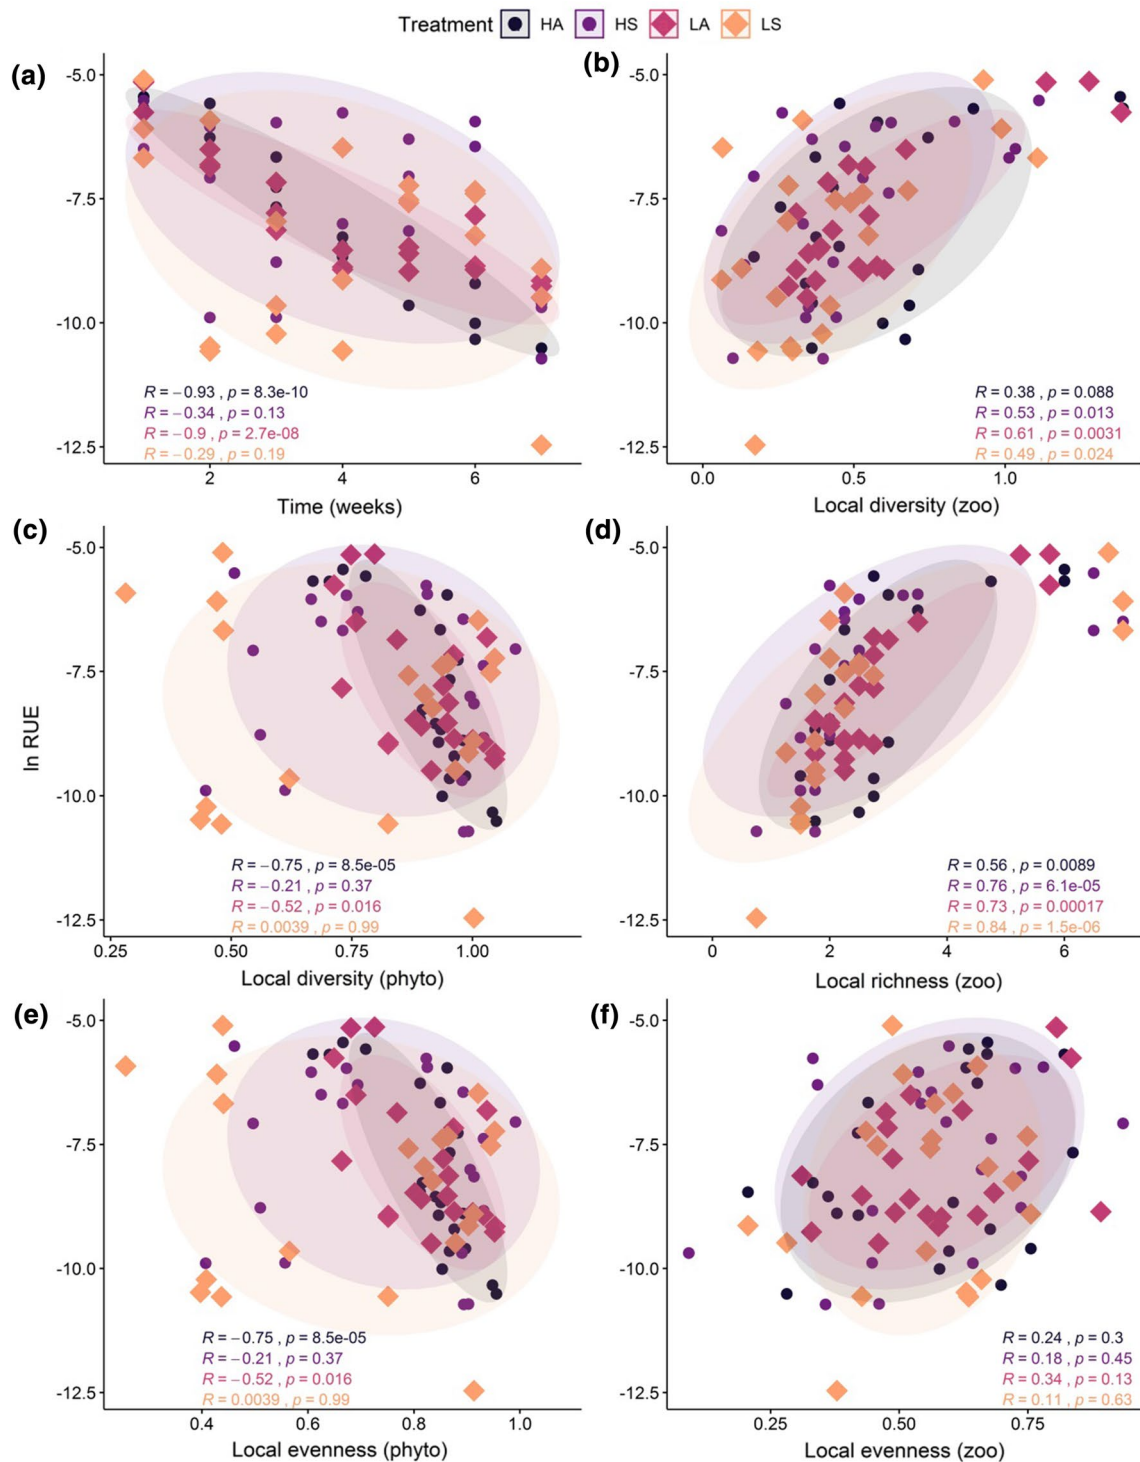 Treatment HA HS LA LS
(a)
-5.0
-7.5
-10.0
-12.5
R = −0.93 , p = 8.3e-10
R = −0.34 , p = 0.13
R = −0.9 , p = 2.7e-08
R = −0.29 , p = 0.19
2 4 6
Time (weeks)
(b)
-5.0
-7.5
-10.0
-12.5
R = 0.38 , p = 0.088
R = 0.53 , p = 0.013
R = 0.61 , p = 0.0031
R = 0.49 , p = 0.024
0.0 0.5 1.0
Local diversity (zoo)
ln RUE
(c)
-5.0
-7.5
-10.0
-12.5
R = −0.75 , p = 8.5e-05
R = −0.21 , p = 0.37
R = −0.52 , p = 0.016
R = 0.0039 , p = 0.99
0.25 0.50 0.75 1.00
Local diversity (phyto)
(d)
-5.0
-7.5
-10.0
-12.5
R = 0.56 , p = 0.0089
R = 0.76 , p = 6.1e-05
R = 0.73 , p = 0.00017
R = 0.84 , p = 1.5e-06
0 2 4 6
Local richness (zoo)
(e)
-5.0
-7.5
-10.0
-12.5
R = −0.75 , p = 8.5e-05
R = −0.21 , p = 0.37
R = −0.52 , p = 0.016
R = 0.0039 , p = 0.99
0.4 0.6 0.8 1.0
Local evenness (phyto)
(f)
-5.0
-7.5
-10.0
-12.5
R = 0.24 , p = 0.3
R = 0.18 , p = 0.45
R = 0.34 , p = 0.13
R = 0.11 , p = 0.63
0.25 0.50 0.75
Local evenness (zoo)